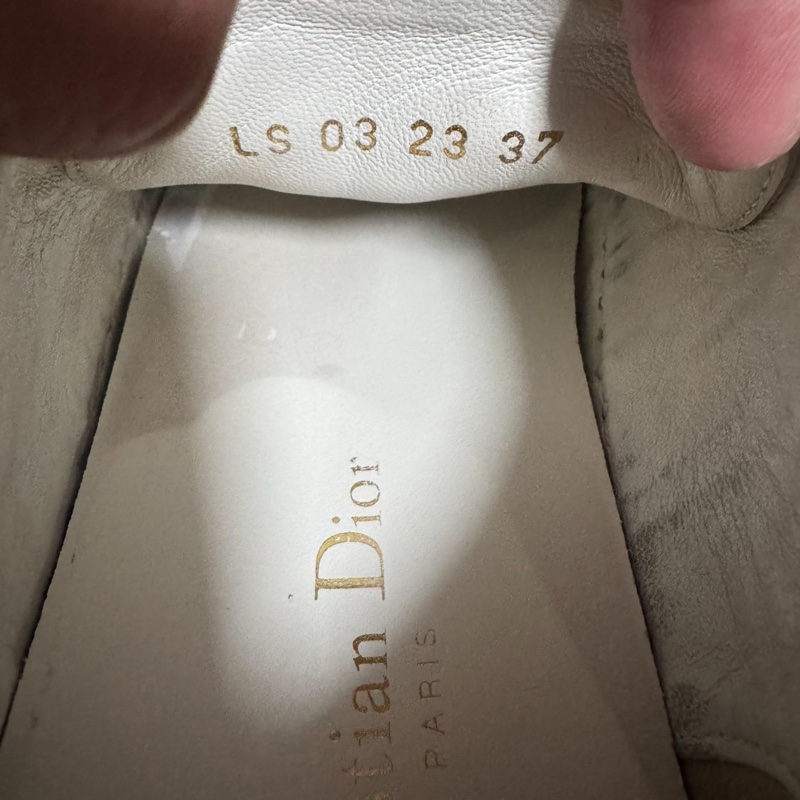 LS 03 23 37
tian Dior
PARIS